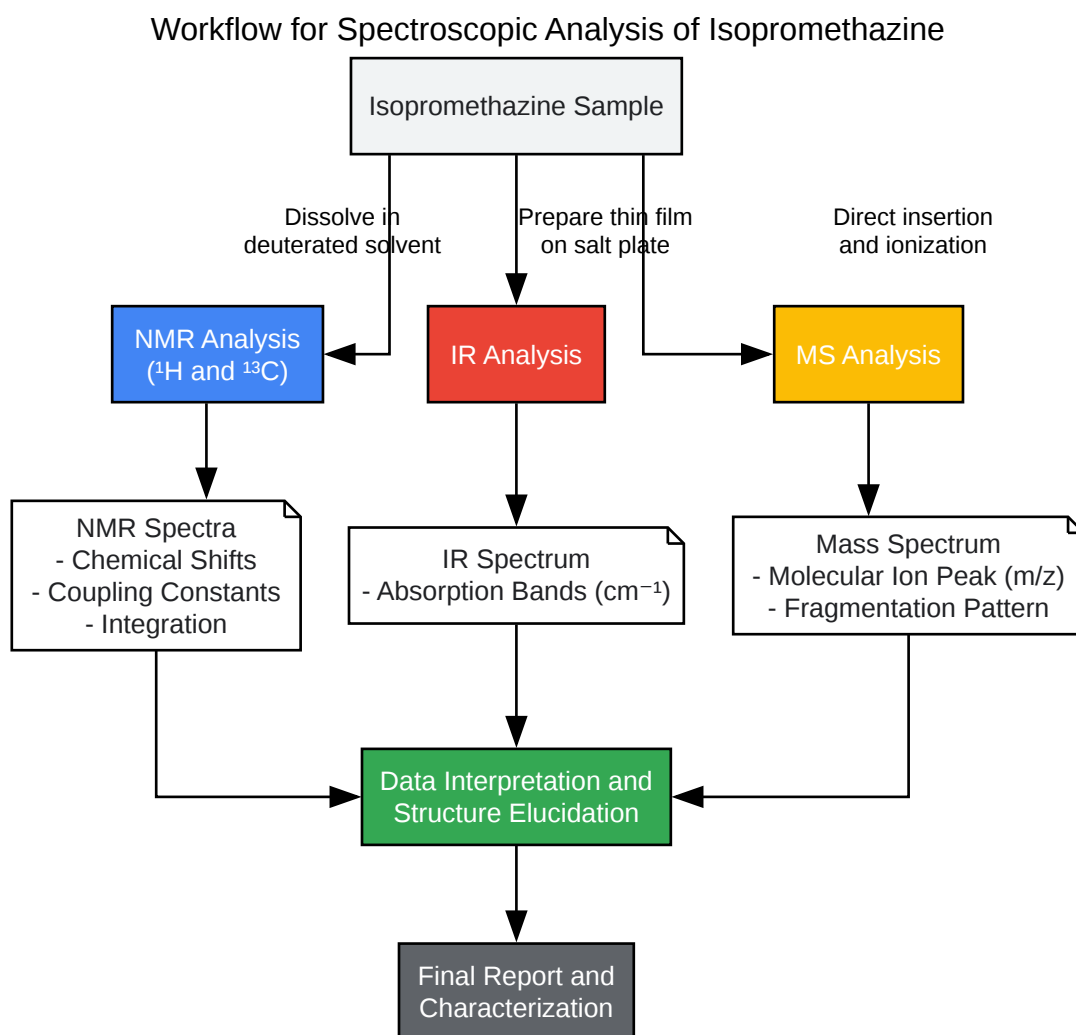 Workflow for Spectroscopic Analysis of Isopromethazine
Isopromethazine Sample
Dissolve in
deuterated solvent
Prepare thin film
on salt plate
Direct insertion
and ionization
NMR Analysis
(¹H and ¹³C)
IR Analysis
MS Analysis
NMR Spectra
- Chemical Shifts
- Coupling Constants
- Integration
IR Spectrum
- Absorption Bands (cm⁻¹)
Mass Spectrum
- Molecular Ion Peak (m/z)
- Fragmentation Pattern
Data Interpretation and
Structure Elucidation
Final Report and
Characterization